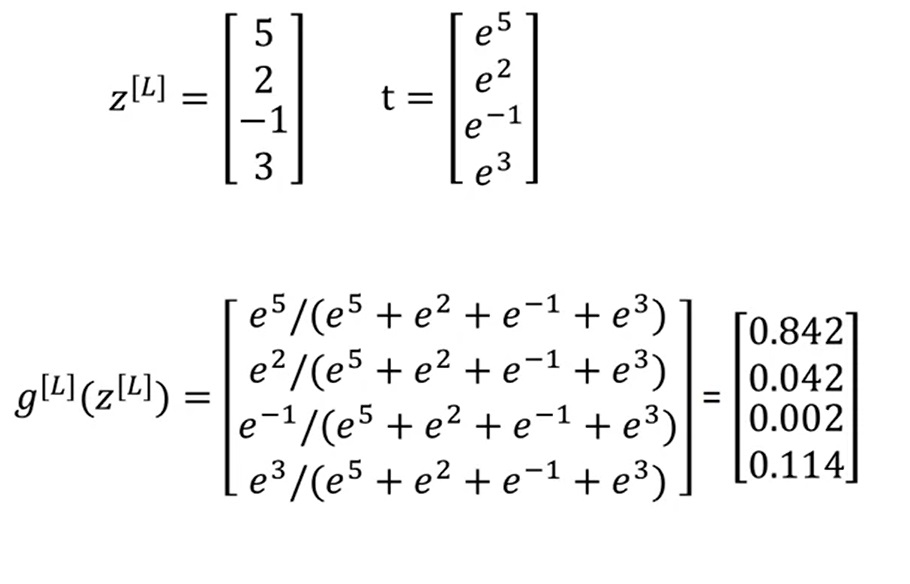 z^[L] = [5 2 −1 3] t = [e^5 e^2 e^−1 e^3]
g^[L](z^[L]) = [e^5/(e^5 + e^2 + e^−1 + e^3) e^2/(e^5 + e^2 + e^−1 + e^3) e^−1/(e^5 + e^2 + e^−1 + e^3) e^3/(e^5 + e^2 + e^−1 + e^3)] = [0.842 0.042 0.002 0.114]